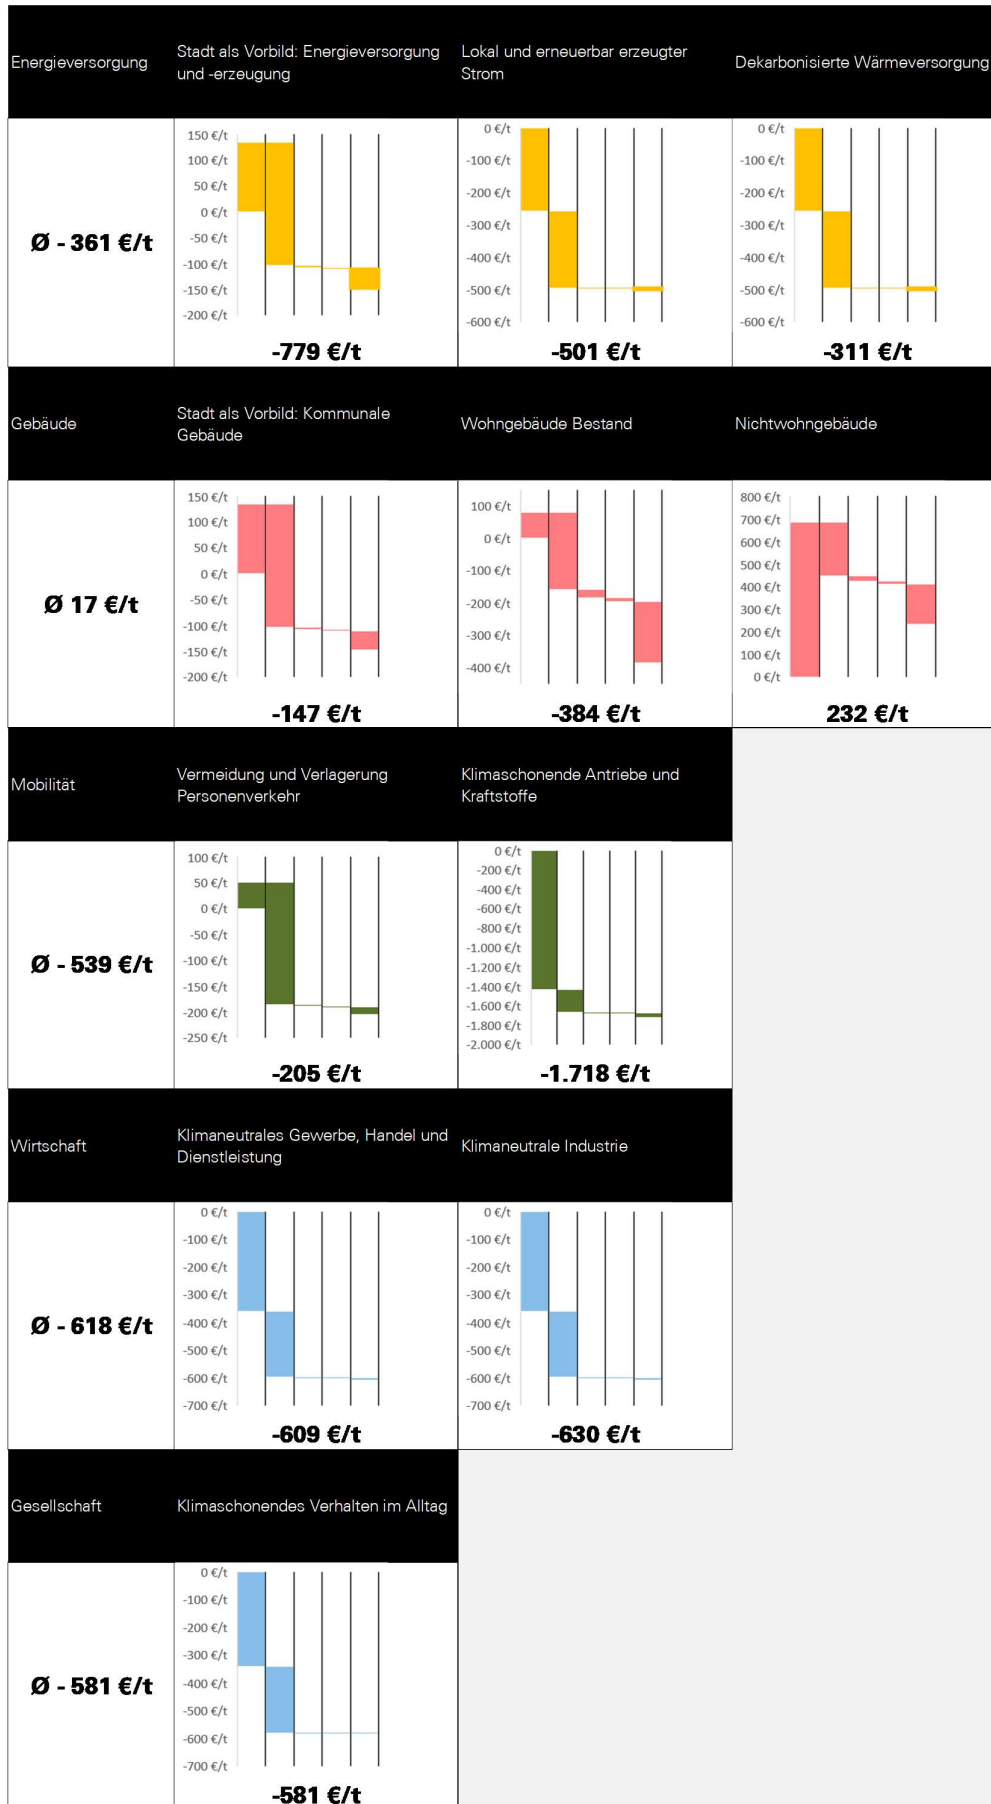 Energieversorgung
Stadt als Vorbild: Energieversorgung
und -erzeugung
Lokal und erneuerbar erzeugter
Strom
Dekarbonisierte Wärmeversorgung
Ø - 361 €/t
150 €/t
100 €/t
50 €/t
0 €/t
-50 €/t
-100 €/t
-150 €/t
-200 €/t
-779 €/t
0 €/t
-100 €/t
-200 €/t
-300 €/t
-400 €/t
-500 €/t
-600 €/t
-501 €/t
0 €/t
-100 €/t
-200 €/t
-300 €/t
-400 €/t
-500 €/t
-600 €/t
-311 €/t
Gebäude
Stadt als Vorbild: Kommunale
Gebäude
Wohngebäude Bestand
Nichtwohngebäude
Ø 17 €/t
150 €/t
100 €/t
50 €/t
0 €/t
-50 €/t
-100 €/t
-150 €/t
-200 €/t
-147 €/t
100 €/t
0 €/t
-100 €/t
-200 €/t
-300 €/t
-400 €/t
-384 €/t
800 €/t
700 €/t
600 €/t
500 €/t
400 €/t
300 €/t
200 €/t
100 €/t
0 €/t
232 €/t
Mobilität
Vermeidung und Verlagerung
Personenverkehr
Klimaschonende Antriebe und
Kraftstoffe
Ø - 539 €/t
100 €/t
50 €/t
0 €/t
-50 €/t
-100 €/t
-150 €/t
-200 €/t
-250 €/t
-205 €/t
0 €/t
-200 €/t
-400 €/t
-600 €/t
-800 €/t
-1.000 €/t
-1.200 €/t
-1.400 €/t
-1.600 €/t
-1.800 €/t
-2.000 €/t
-1.718 €/t
Wirtschaft
Klimaneutrales Gewerbe, Handel und
Dienstleistung
Klimaneutrale Industrie
Ø - 618 €/t
0 €/t
-100 €/t
-200 €/t
-300 €/t
-400 €/t
-500 €/t
-600 €/t
-700 €/t
-609 €/t
0 €/t
-100 €/t
-200 €/t
-300 €/t
-400 €/t
-500 €/t
-600 €/t
-700 €/t
-630 €/t
Gesellschaft
Klimaschonendes Verhalten im Alltag
Ø - 581 €/t
0 €/t
-100 €/t
-200 €/t
-300 €/t
-400 €/t
-500 €/t
-600 €/t
-700 €/t
-581 €/t